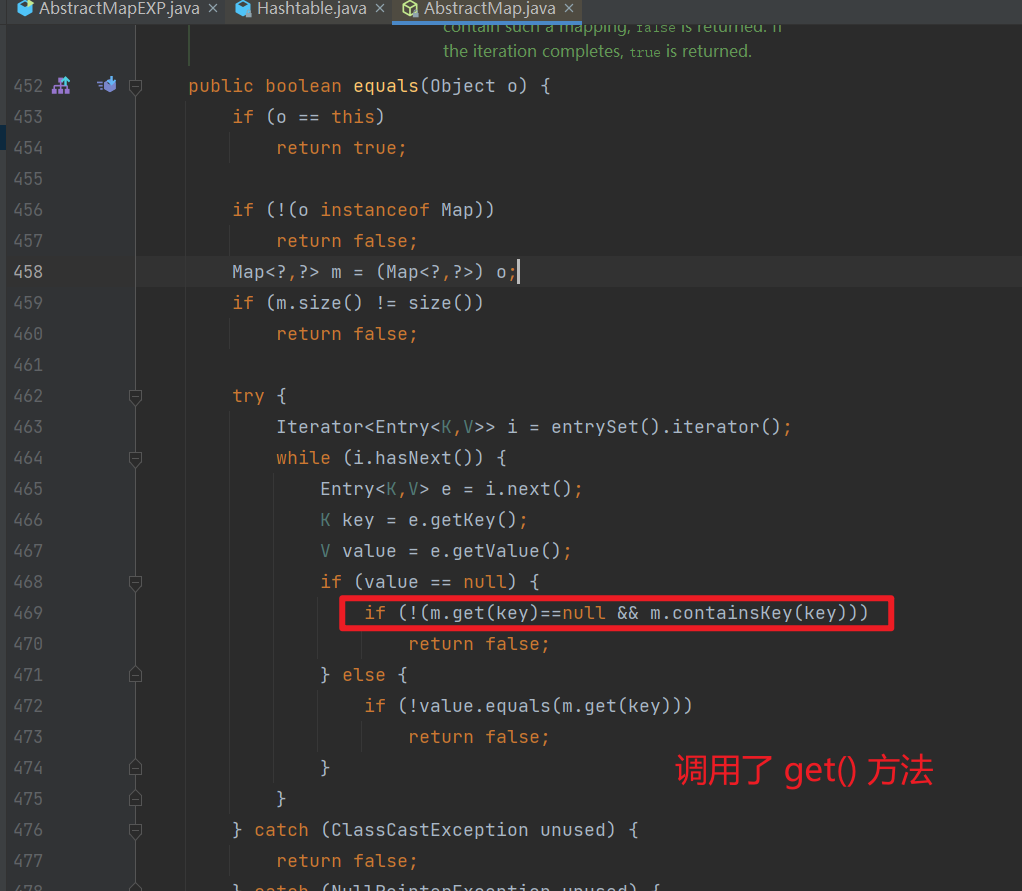 AbstractMapEXP.java × Hashtable.java × AbstractMap.java ×
contain such a mapping, false is returned. If
the iteration completes, true is returned.
452 public boolean equals(Object o) {
453 if (o == this)
454 return true;
455
456 if (!(o instanceof Map))
457 return false;
458 Map<?,?> m = (Map<?,?>) o;
459 if (m.size() != size())
460 return false;
461
462 try {
463 Iterator<Entry<K,V>> i = entrySet().iterator();
464 while (i.hasNext()) {
465 Entry<K,V> e = i.next();
466 K key = e.getKey();
467 V value = e.getValue();
468 if (value == null) {
469 if (!(m.get(key)==null && m.containsKey(key)))
470 return false;
471 } else {
472 if (!value.equals(m.get(key)))
473 return false;
474 }
调用了 get() 方法
475 }
476 } catch (ClassCastException unused) {
477 return false;
478 } catch (NullPointerException unused) {